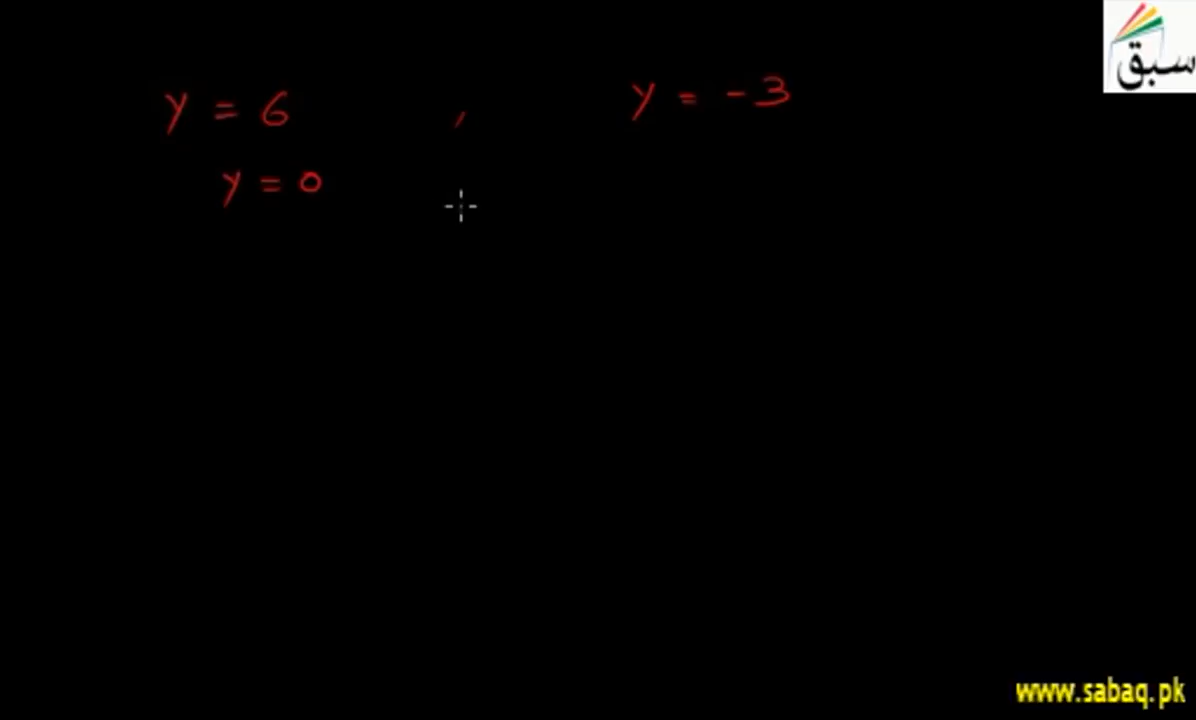 سبق
y = 6 , y = -3
y = 0
www.sabaq.pk